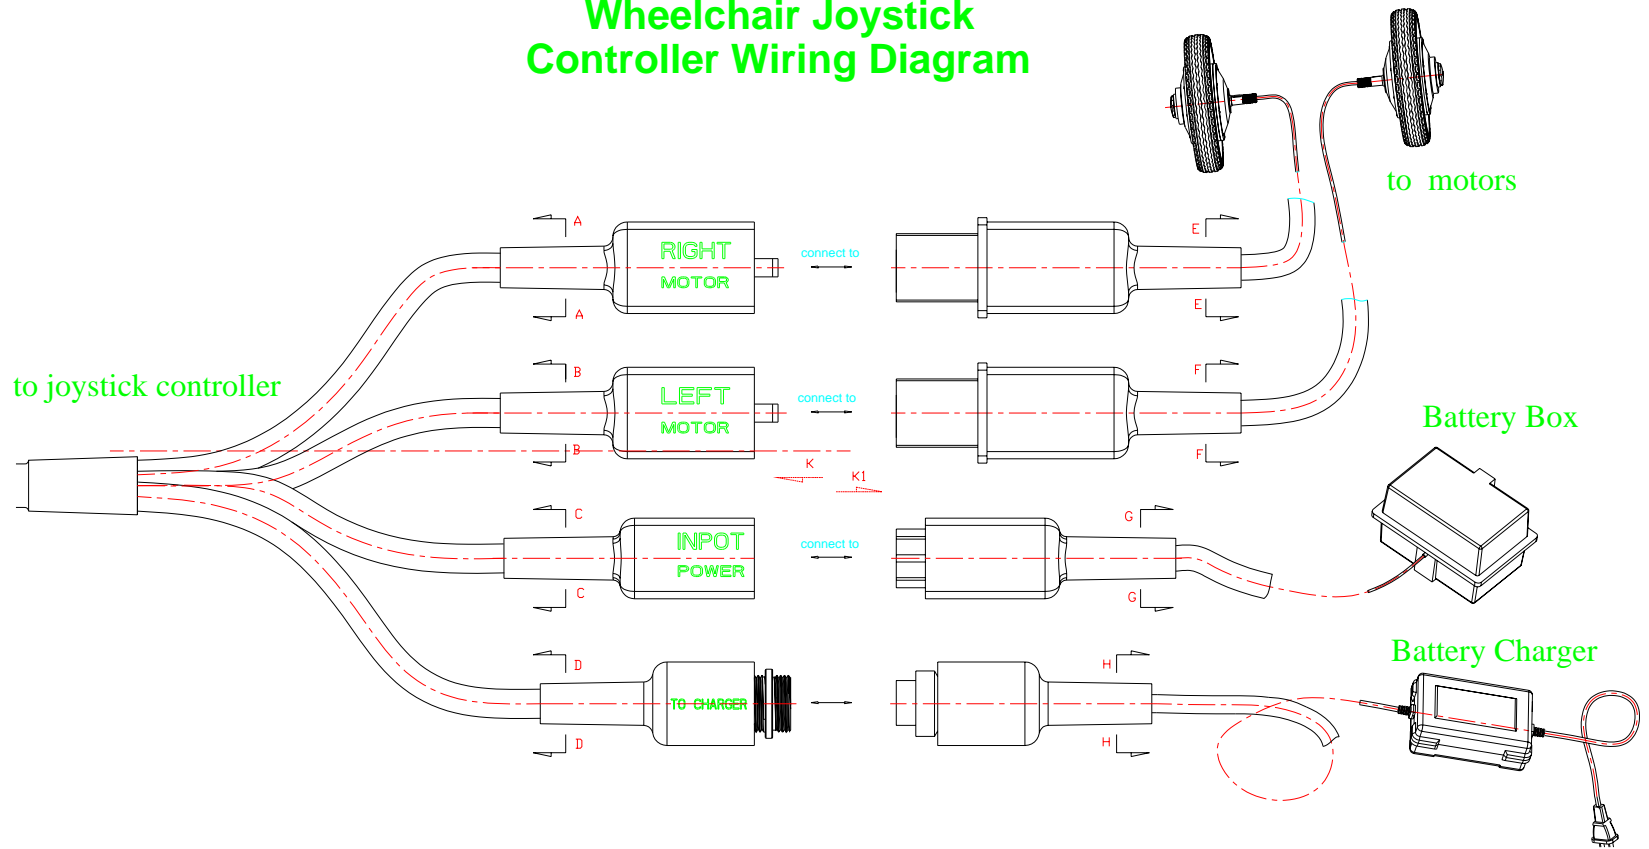 Wheelchair Joystick
Controller Wiring Diagram
to motors
A
E
RIGHT
MOTOR
connect to
A
E
to joystick controller
B
F
LEFT
MOTOR
connect to
Battery Box
B
F
K
K1
C
G
INPOT
POWER
connect to
C
G
Battery Charger
D
H
TO CHARGER
D
H